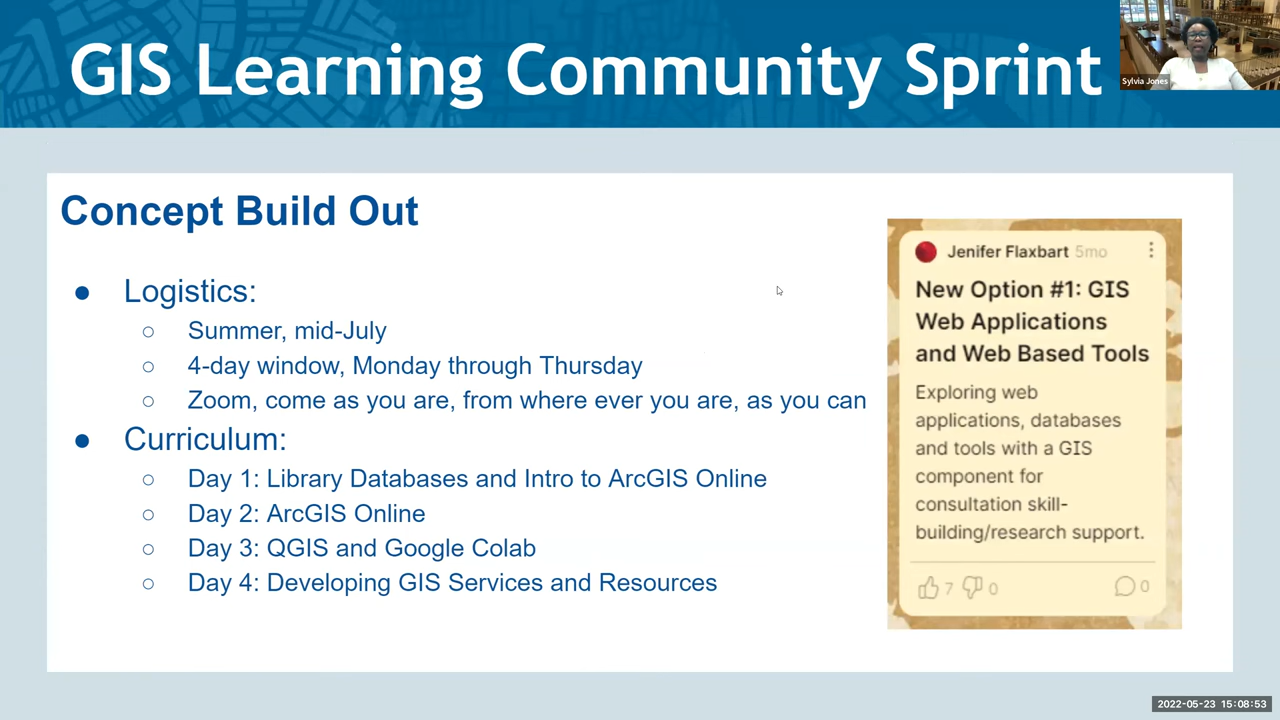 GIS Learning Community Sprint
Sylvia Jones
Concept Build Out
● Logistics:
○ Summer, mid-July
○ 4-day window, Monday through Thursday
○ Zoom, come as you are, from where ever you are, as you can
● Curriculum:
○ Day 1: Library Databases and Intro to ArcGIS Online
○ Day 2: ArcGIS Online
○ Day 3: QGIS and Google Colab
○ Day 4: Developing GIS Services and Resources
Jenifer Flaxbart 5mo
New Option #1: GIS
Web Applications
and Web Based Tools
Exploring web
applications, databases
and tools with a GIS
component for
consultation skill-
building/research support.
7 0 0
2022-05-23 15:08:53